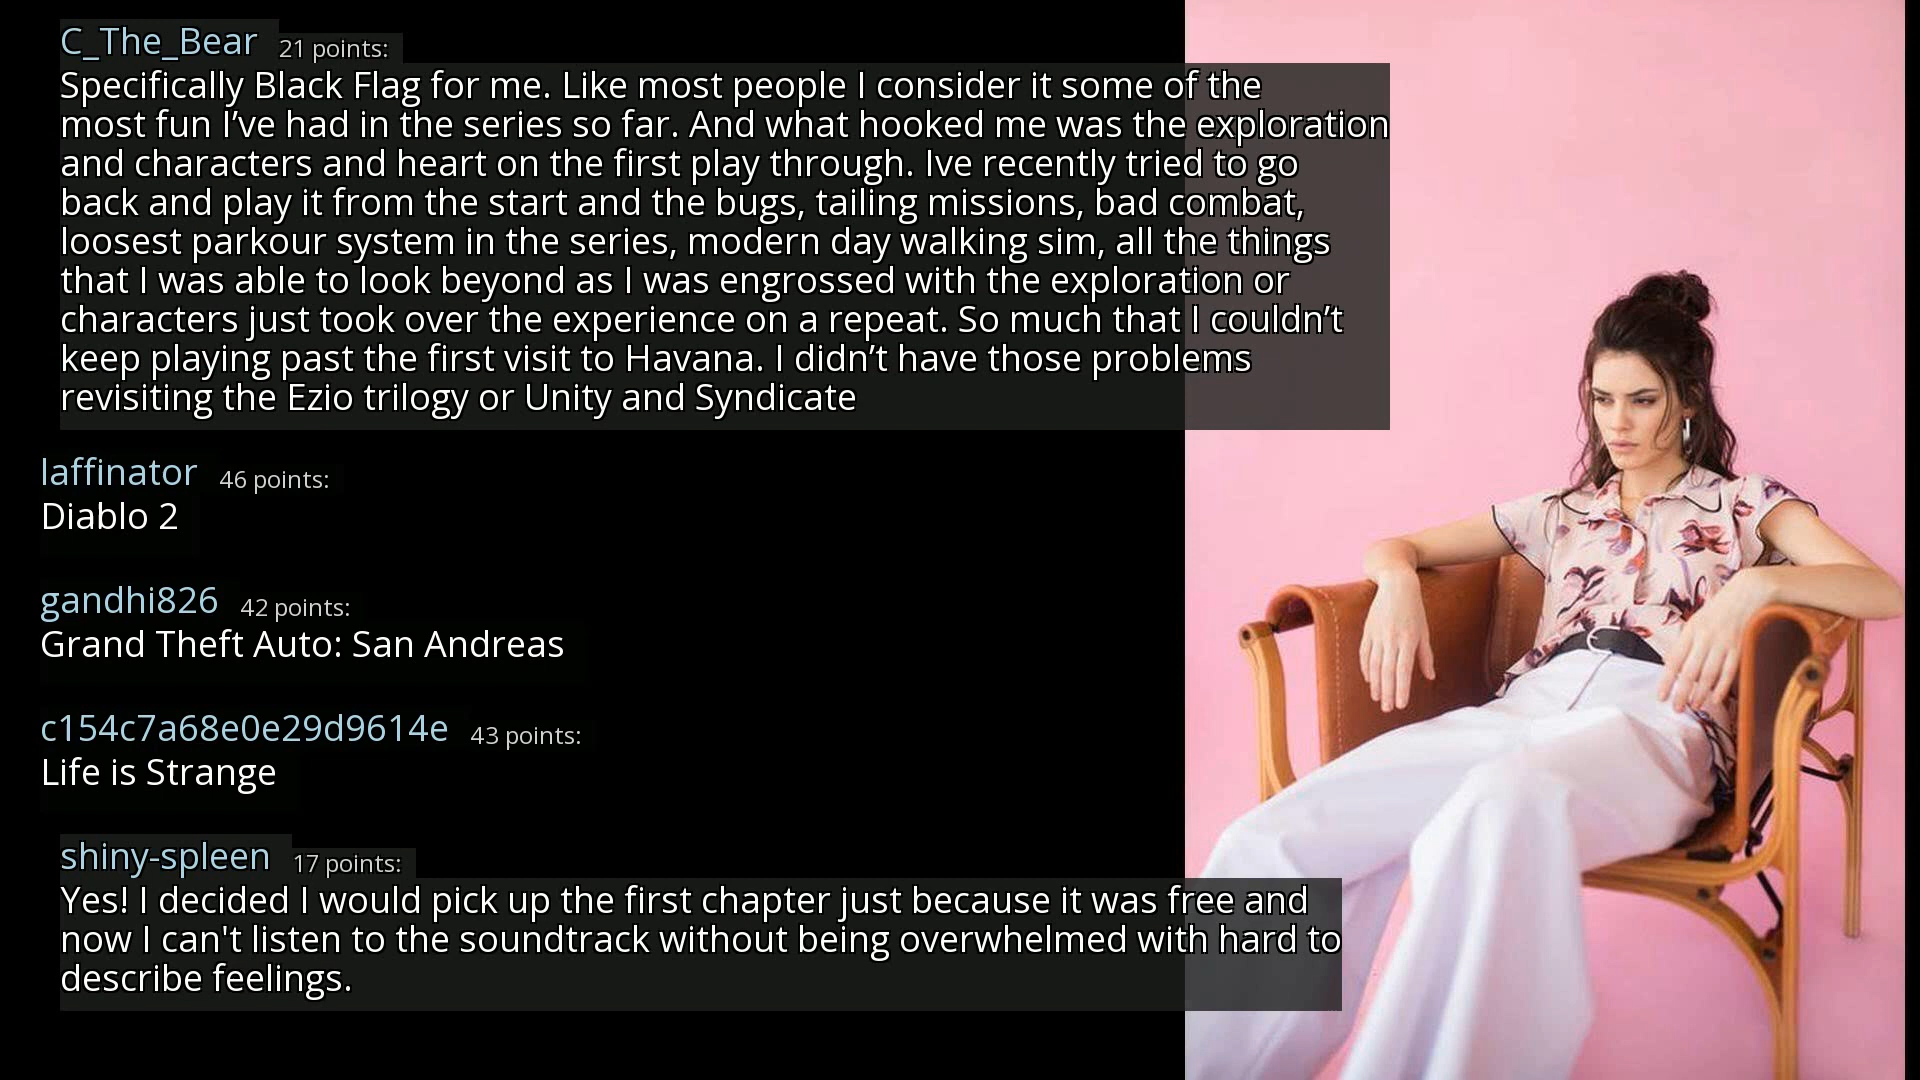 C_The_Bear 21 points:
Specifically Black Flag for me. Like most people I consider it some of the
most fun I’ve had in the series so far. And what hooked me was the exploration
and characters and heart on the first play through. Ive recently tried to go
back and play it from the start and the bugs, tailing missions, bad combat,
loosest parkour system in the series, modern day walking sim, all the things
that I was able to look beyond as I was engrossed with the exploration or
characters just took over the experience on a repeat. So much that I couldn’t
keep playing past the first visit to Havana. I didn’t have those problems
revisiting the Ezio trilogy or Unity and Syndicate
laffinator 46 points:
Diablo 2
gandhi826 42 points:
Grand Theft Auto: San Andreas
c154c7a68e0e29d9614e 43 points:
Life is Strange
shiny-spleen 17 points:
Yes! I decided I would pick up the first chapter just because it was free and
now I can't listen to the soundtrack without being overwhelmed with hard to
describe feelings.